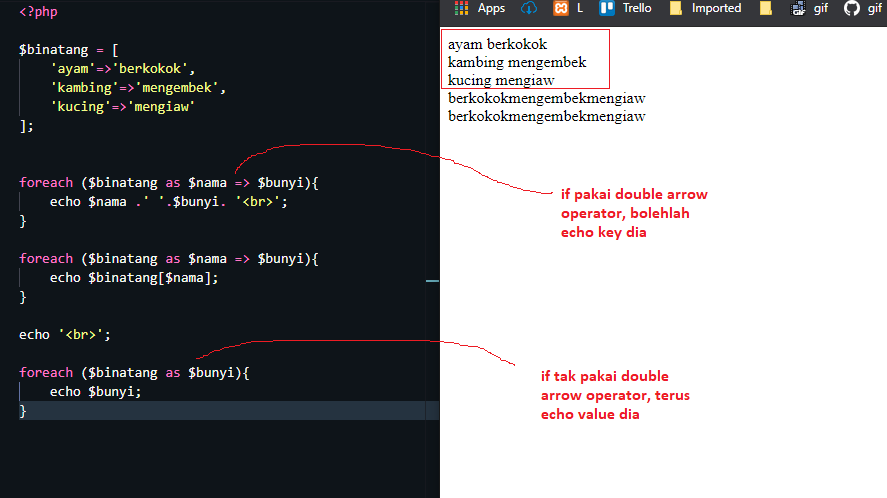 <?php
$binatang = [
'ayam'=>'berkokok',
'kambing'=>'mengembek',
'kucing'=>'mengiaw'
];
foreach ($binatang as $nama => $bunyi){
echo $nama .' '.$bunyi. '<br>';
}
foreach ($binatang as $nama => $bunyi){
echo $binatang[$nama];
}
echo '<br>';
foreach ($binatang as $bunyi){
echo $bunyi;
}
Apps L Trello Imported gif gif
ayam berkokok
kambing mengembek
kucing mengiaw
berkokokmengembekmengiaw
berkokokmengembekmengiaw
if pakai double arrow
operator, bolehlah
echo key dia
if tak pakai double
arrow operator, terus
echo value dia